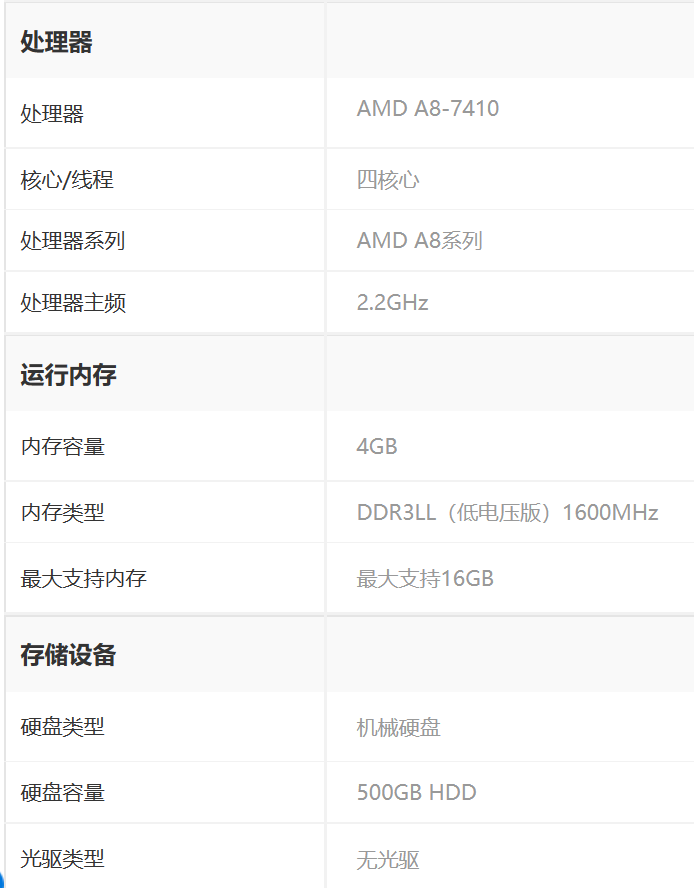 处理器
处理器 AMD A8-7410
核心/线程 四核心
处理器系列 AMD A8系列
处理器主频 2.2GHz
运行内存
内存容量 4GB
内存类型 DDR3LL（低电压版）1600MHz
最大支持内存 最大支持16GB
存储设备
硬盘类型 机械硬盘
硬盘容量 500GB HDD
光驱类型 无光驱